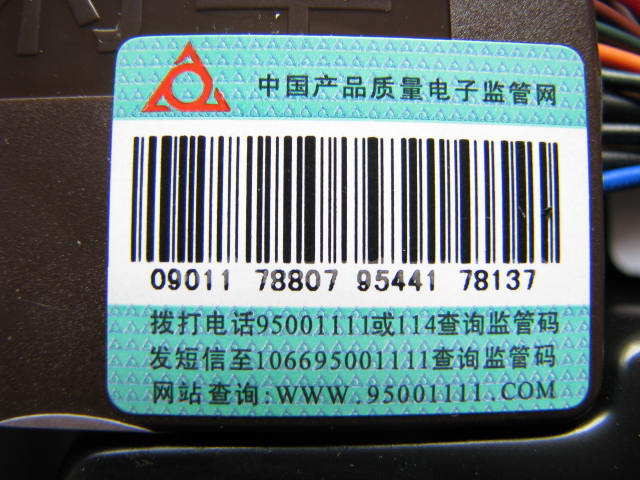 中国产品质量电子监管网
09011 78807 95441 78137
拨打电话95001111或114查询监管码
发短信至106695001111查询监管码
网站查询:WWW.95001111.COM